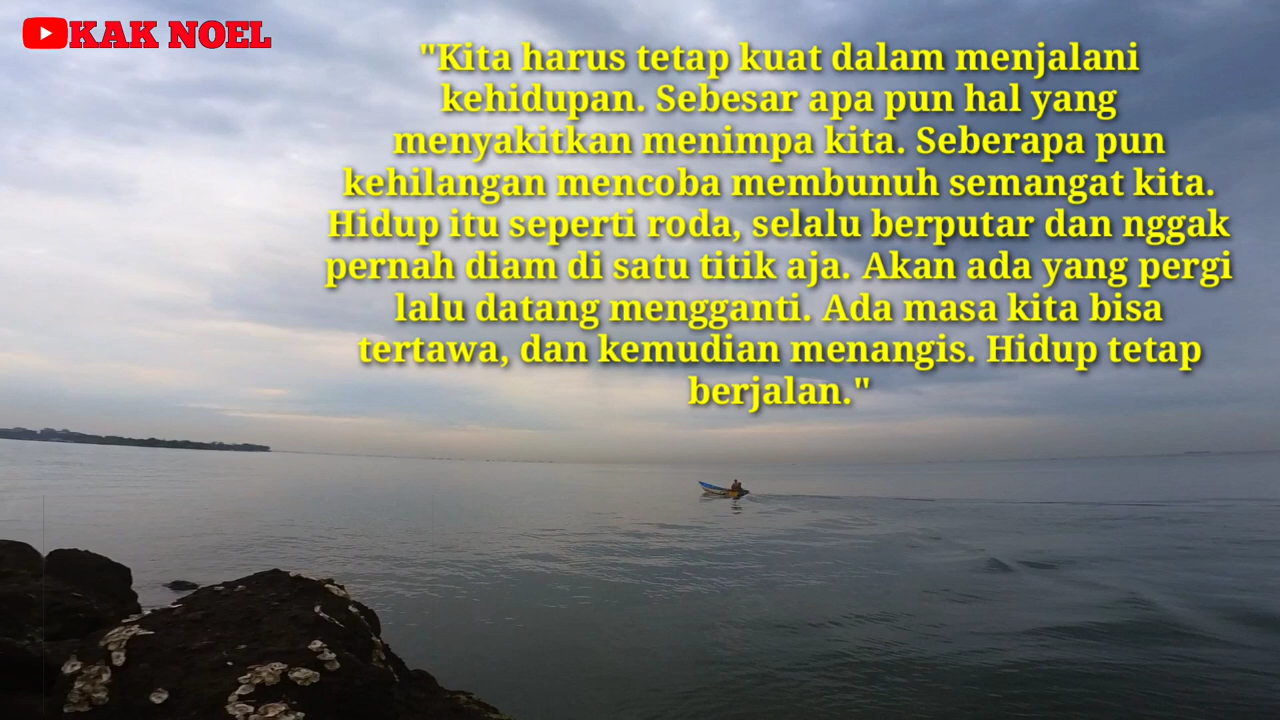 KAK NOEL
"Kita harus tetap kuat dalam menjalani
kehidupan. Sebesar apa pun hal yang
menyakitkan menimpa kita. Seberapa pun
kehilangan mencoba membunuh semangat kita.
Hidup itu seperti roda, selalu berputar dan nggak
pernah diam di satu titik aja. Akan ada yang pergi
lalu datang mengganti. Ada masa kita bisa
tertawa, dan kemudian menangis. Hidup tetap
berjalan."